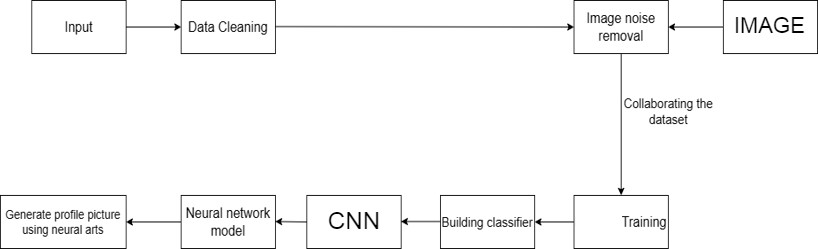 Input
Data Cleaning
Image noise
removal
IMAGE
Collaborating the
dataset
Generate profile picture
using neural arts
Neural network
model
CNN
Building classifier
Training